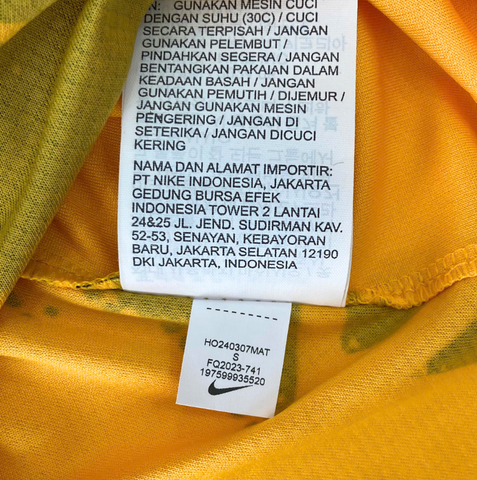 N: GUNAKAN MESIN CUCI
DENGAN SUHU (30C) / CUCI
SECARA TERPISAH / JANGAN
GUNAKAN PELEMBUT /
PINDAHKAN SEGERA / JANGAN
BENTANGKAN PAKAIAN DALAM
KEADAAN BASAH / JANGAN
GUNAKAN PEMUTIH / DIJEMUR /
JANGAN GUNAKAN MESIN
PENGERING / JANGAN DI
SETERIKA / JANGAN DICUCI
KERING
NAMA DAN ALAMAT IMPORTIR:
PT NIKE INDONESIA, JAKARTA
GEDUNG BURSA EFEK
INDONESIA TOWER 2 LANTAI
24&25 JL. JEND. SUDIRMAN KAV.
52-53, SENAYAN, KEBAYORAN
BARU, JAKARTA SELATAN 12190
DKI JAKARTA, INDONESIA
HO240307MAT
S
FQ2023-741
197599935520